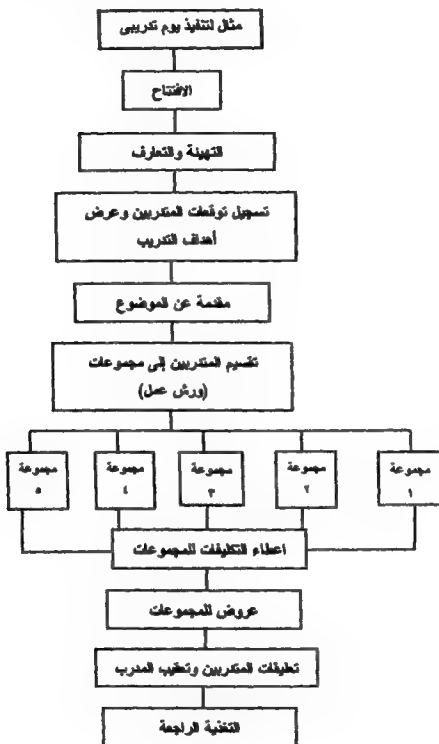 مثال لتنفيذ يوم تدريبى
الافتتاح
التهيئة والتعارف
تسجيل توقعات المتدربين وعرض
أهداف التدريب
مقدمة عن الموضوع
تقسيم المتدربين إلى مجموعات
(ورش عمل)
مجموعة
١
مجموعة
٢
مجموعة
٣
مجموعة
٤
مجموعة
٥
اعطاء التكليفات للمجموعات
عروض للمجموعات
تعليقات المتدربين وتعقيب المدرب
التغذية الراجعة